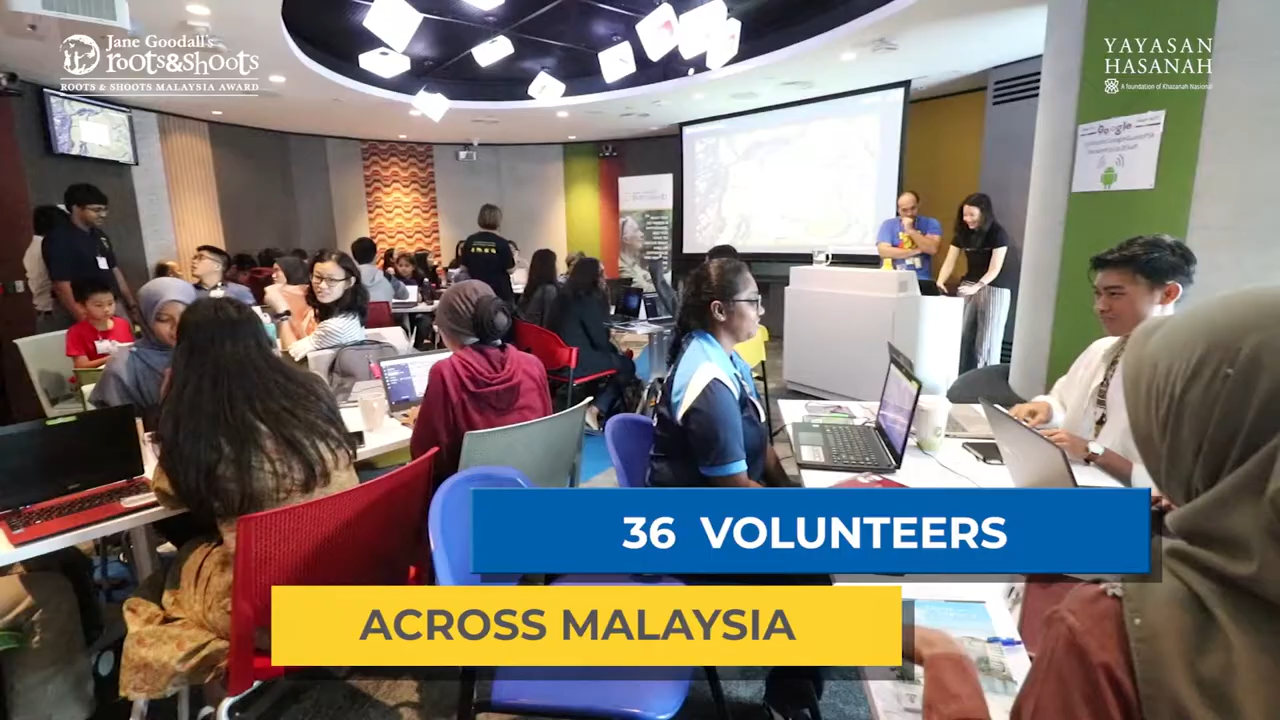 Jane Goodall's
roots&shoots
ROOTS & SHOOTS MALAYSIA AWARD
YAYASAN
HASANAH
A foundation of Khazanah Nasional
Google
36 VOLUNTEERS
ACROSS MALAYSIA